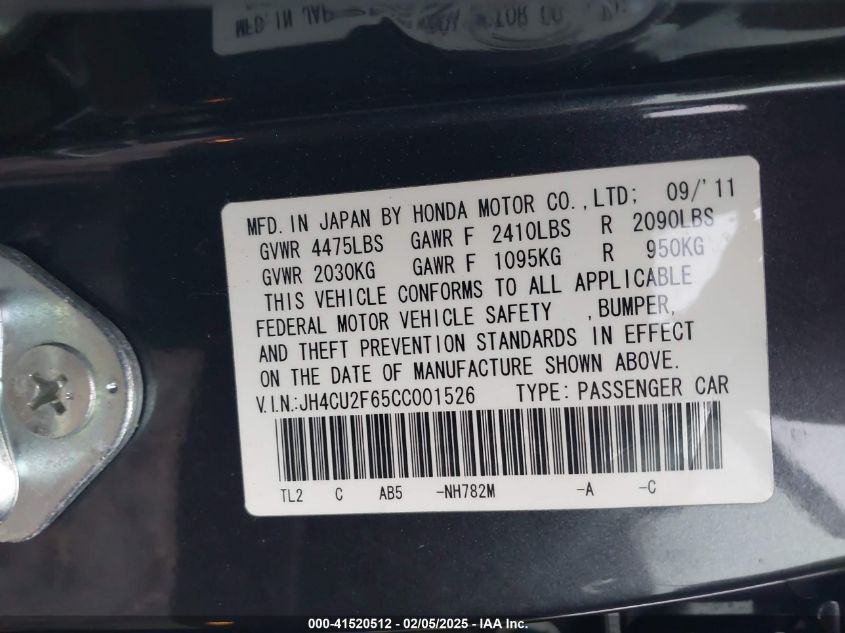 MFD. IN JAP
MFD. IN JAPAN BY HONDA MOTOR CO.,LTD; 09/'11
GVWR 4475LBS GAWR F 2410LBS R 2090LBS
GVWR 2030KG GAWR F 1095KG R 950KG
THIS VEHICLE CONFORMS TO ALL APPLICABLE
FEDERAL MOTOR VEHICLE SAFETY ,BUMPER,
AND THEFT PREVENTION STANDARDS IN EFFECT
ON THE DATE OF MANUFACTURE SHOWN ABOVE.
V.I.N.:JH4CU2F65CC001526 TYPE: PASSENGER CAR
TL2 C AB5 -NH782M -A -C
000-41520512 - 02/05/2025 - IAA Inc.